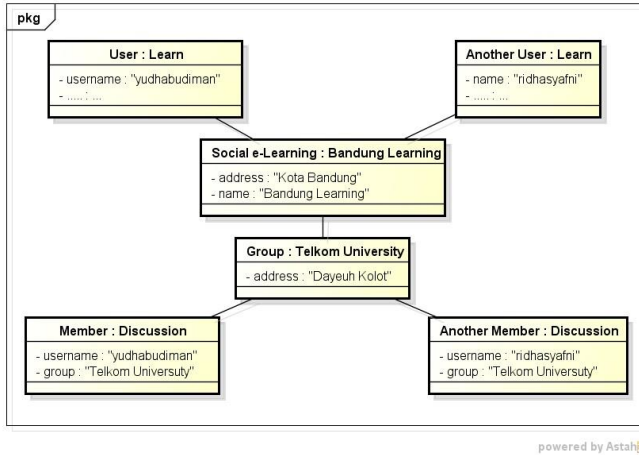 pkg
User : Learn
- username : "yudhabudiman"
- ..... : ...
Another User : Learn
- name : "ridhasyafni"
- ..... : ...
Social e-Learning : Bandung Learning
- address : "Kota Bandung"
- name : "Bandung Learning"
Group : Telkom University
- address : "Dayeuh Kolot"
Member : Discussion
- username : "yudhabudiman"
- group : "Telkom Universuty"
Another Member : Discussion
- username : "ridhasyafni"
- group : "Telkom Universuty"
powered by Astah